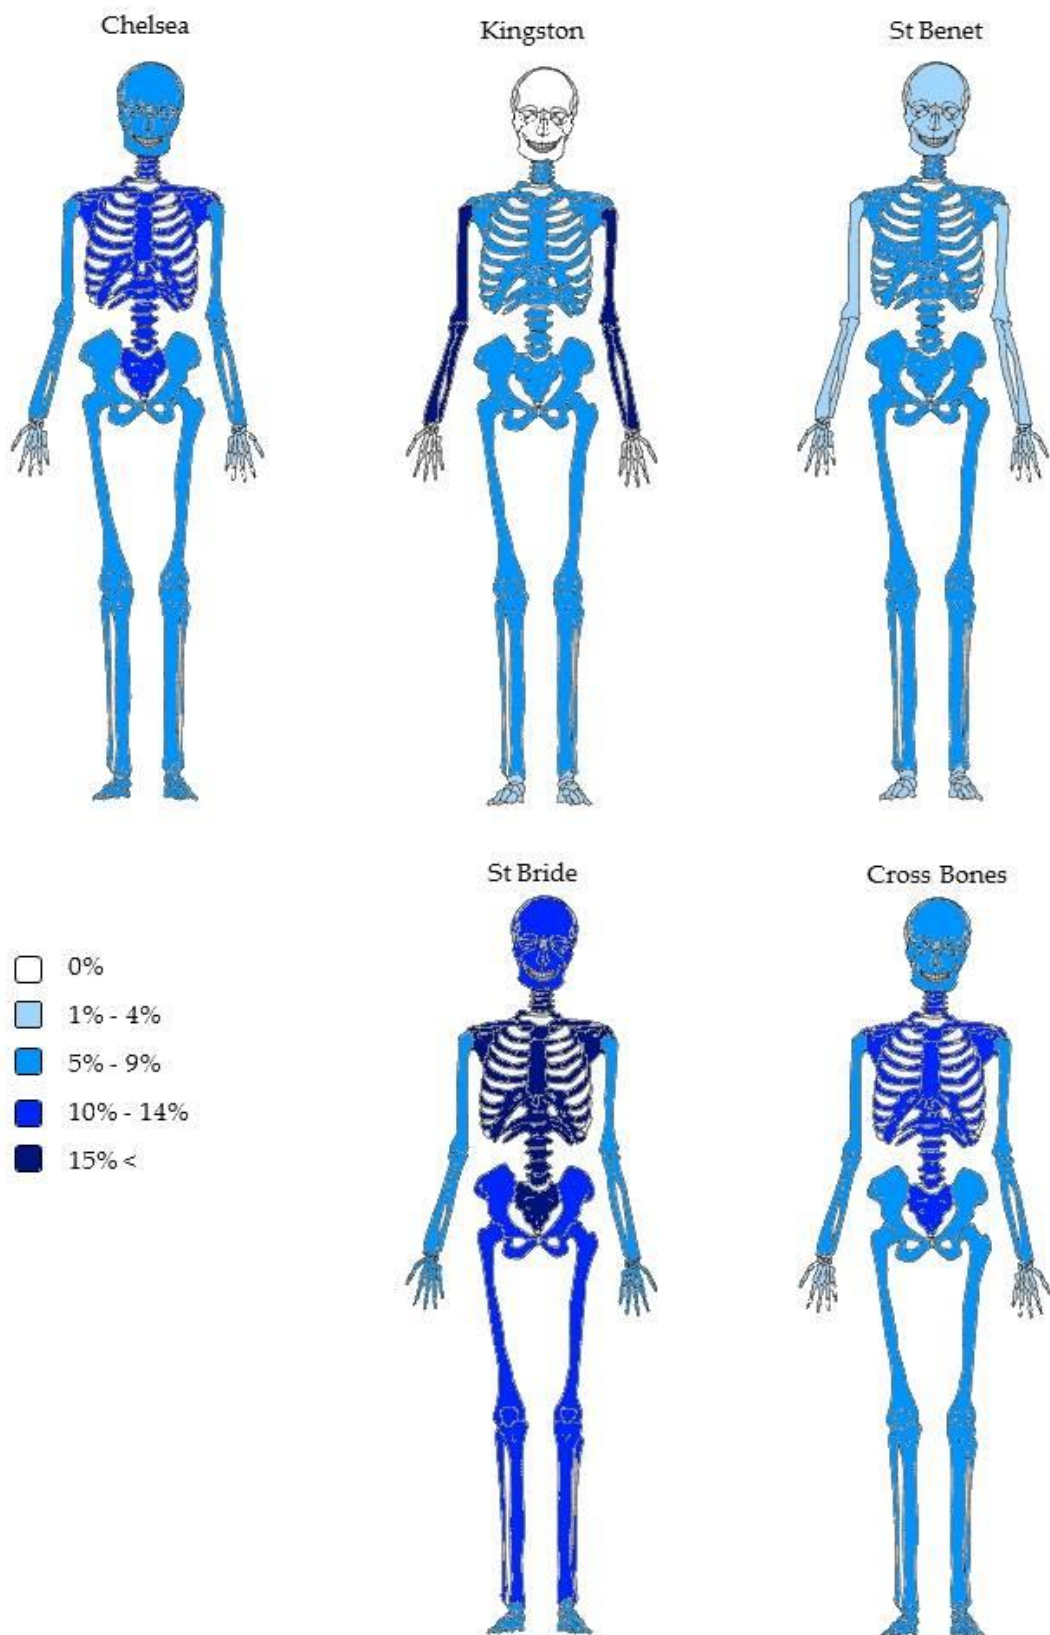 Chelsea
Kingston
St Benet
St Bride
Cross Bones
0%
1% - 4%
5% - 9%
10% - 14%
15% <